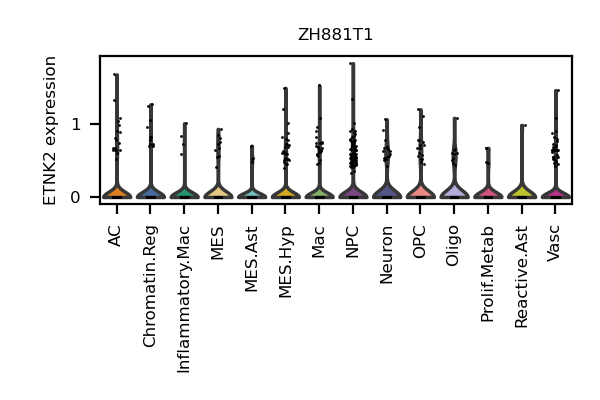 ZH881T1
ETNK2 expression
1
0
AC
Chromatin.Reg
Inflammatory.Mac
MES
MES.Ast
MES.Hyp
Mac
NPC
Neuron
OPC
Oligo
Prolif.Metab
Reactive.Ast
Vasc